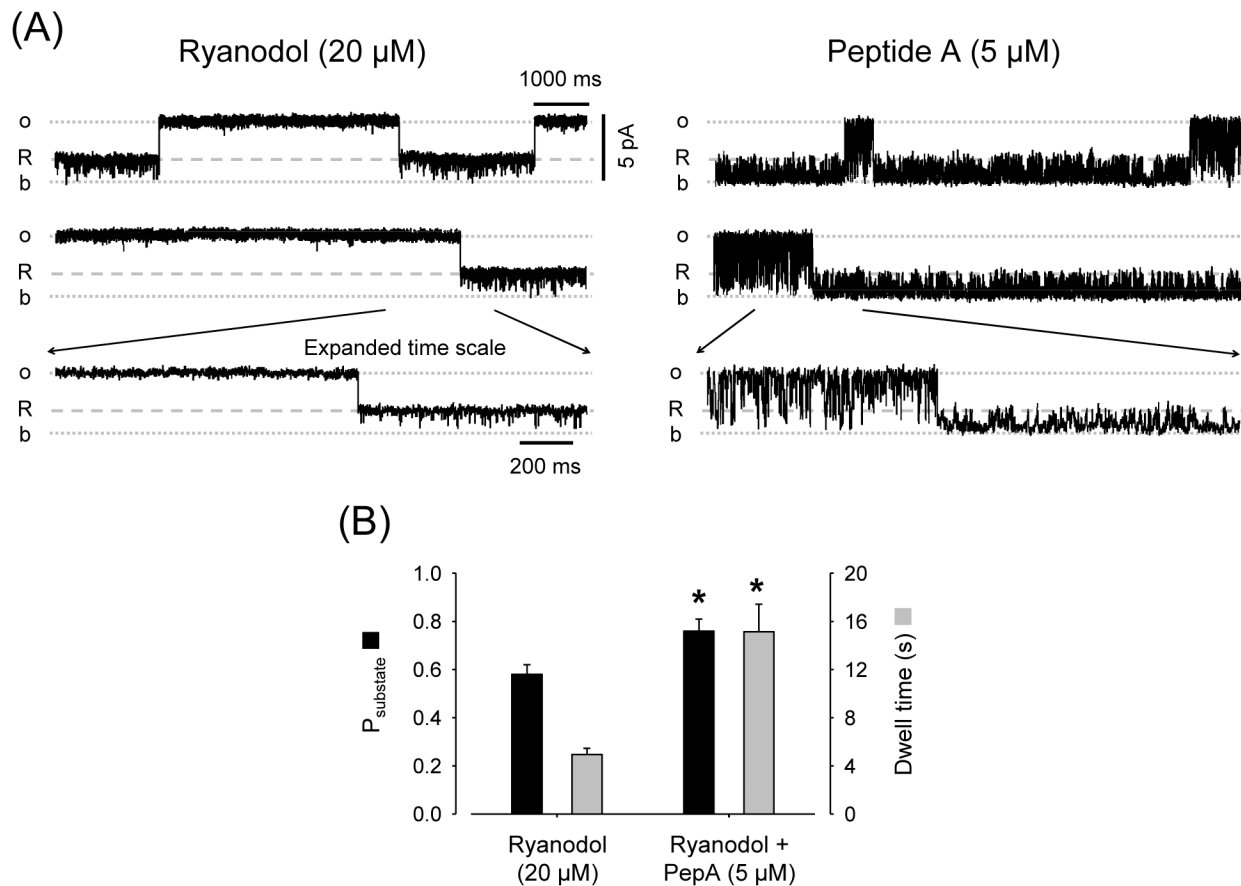 (A)
Ryanodol (20 µM)
Peptide A (5 µM)
1000 ms
o
R
b
5 pA
o
R
b
o
R
b
o
R
b
Expanded time scale
o
R
b
200 ms
o
R
b
(B)
1.0
0.8
0.6
0.4
0.2
0.0
P substrate
20
16
12
8
4
0
Dwell time (s)
*
*
Ryanodol
(20 µM)
Ryanodol +
PepA (5 µM)